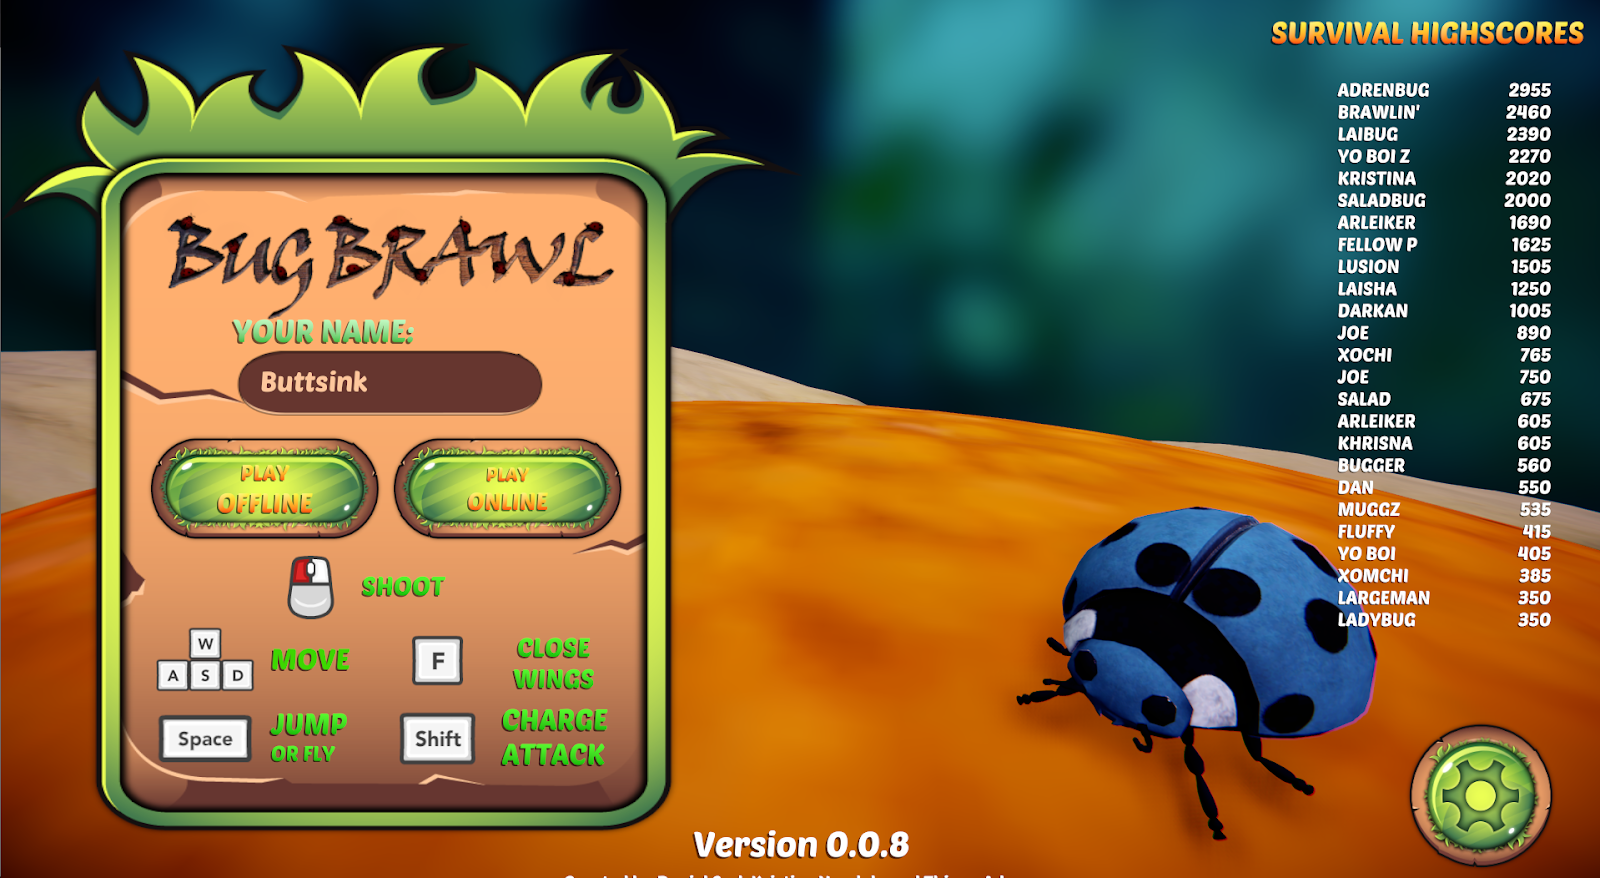 SURVIVAL HIGHSCORES
ADRENBUG 2955
BRAWLIN' 2460
LAIBUG 2390
YO BOI Z 2270
KRISTINA 2020
SALADBUG 2000
ARLEIKER 1690
FELLOW P 1625
LUSION 1505
LAISHA 1250
DARKAN 1005
JOE 890
XOCHI 765
JOE 750
SALAD 675
ARLEIKER 605
KHRISNA 605
BUGGER 560
DAN 550
MUGGZ 535
FLUFFY 415
YO BOI 405
XOMCHI 385
LARGEMAN 350
LADYBUG 350
BUG BRAWL
YOUR NAME:
Buttsink
PLAY
OFFLINE
PLAY
ONLINE
SHOOT
W
A S D
MOVE
F
CLOSE
WINGS
Space
JUMP
OR FLY
Shift
CHARGE
ATTACK
Version 0.0.8